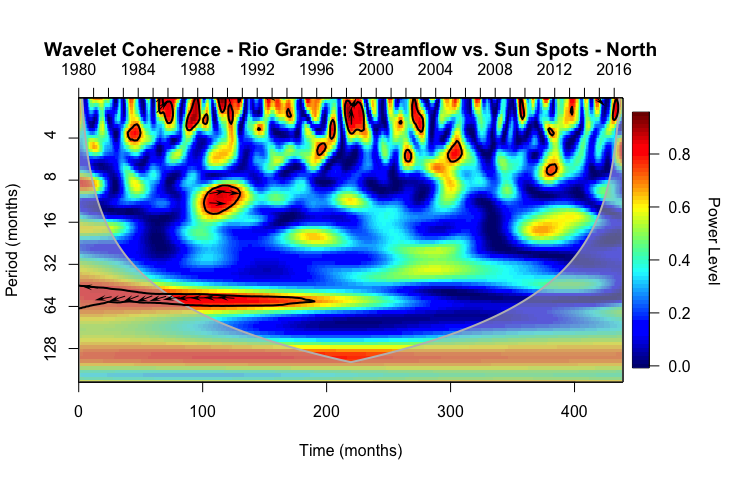 Wavelet Coherence - Rio Grande: Streamflow vs. Sun Spots - North
1980 1984 1988 1992 1996 2000 2004 2008 2012 2016
4
8
16
32
64
128
Period (months)
0.8
0.6
0.4
0.2
0.0
Power Level
0 100 200 300 400
Time (months)